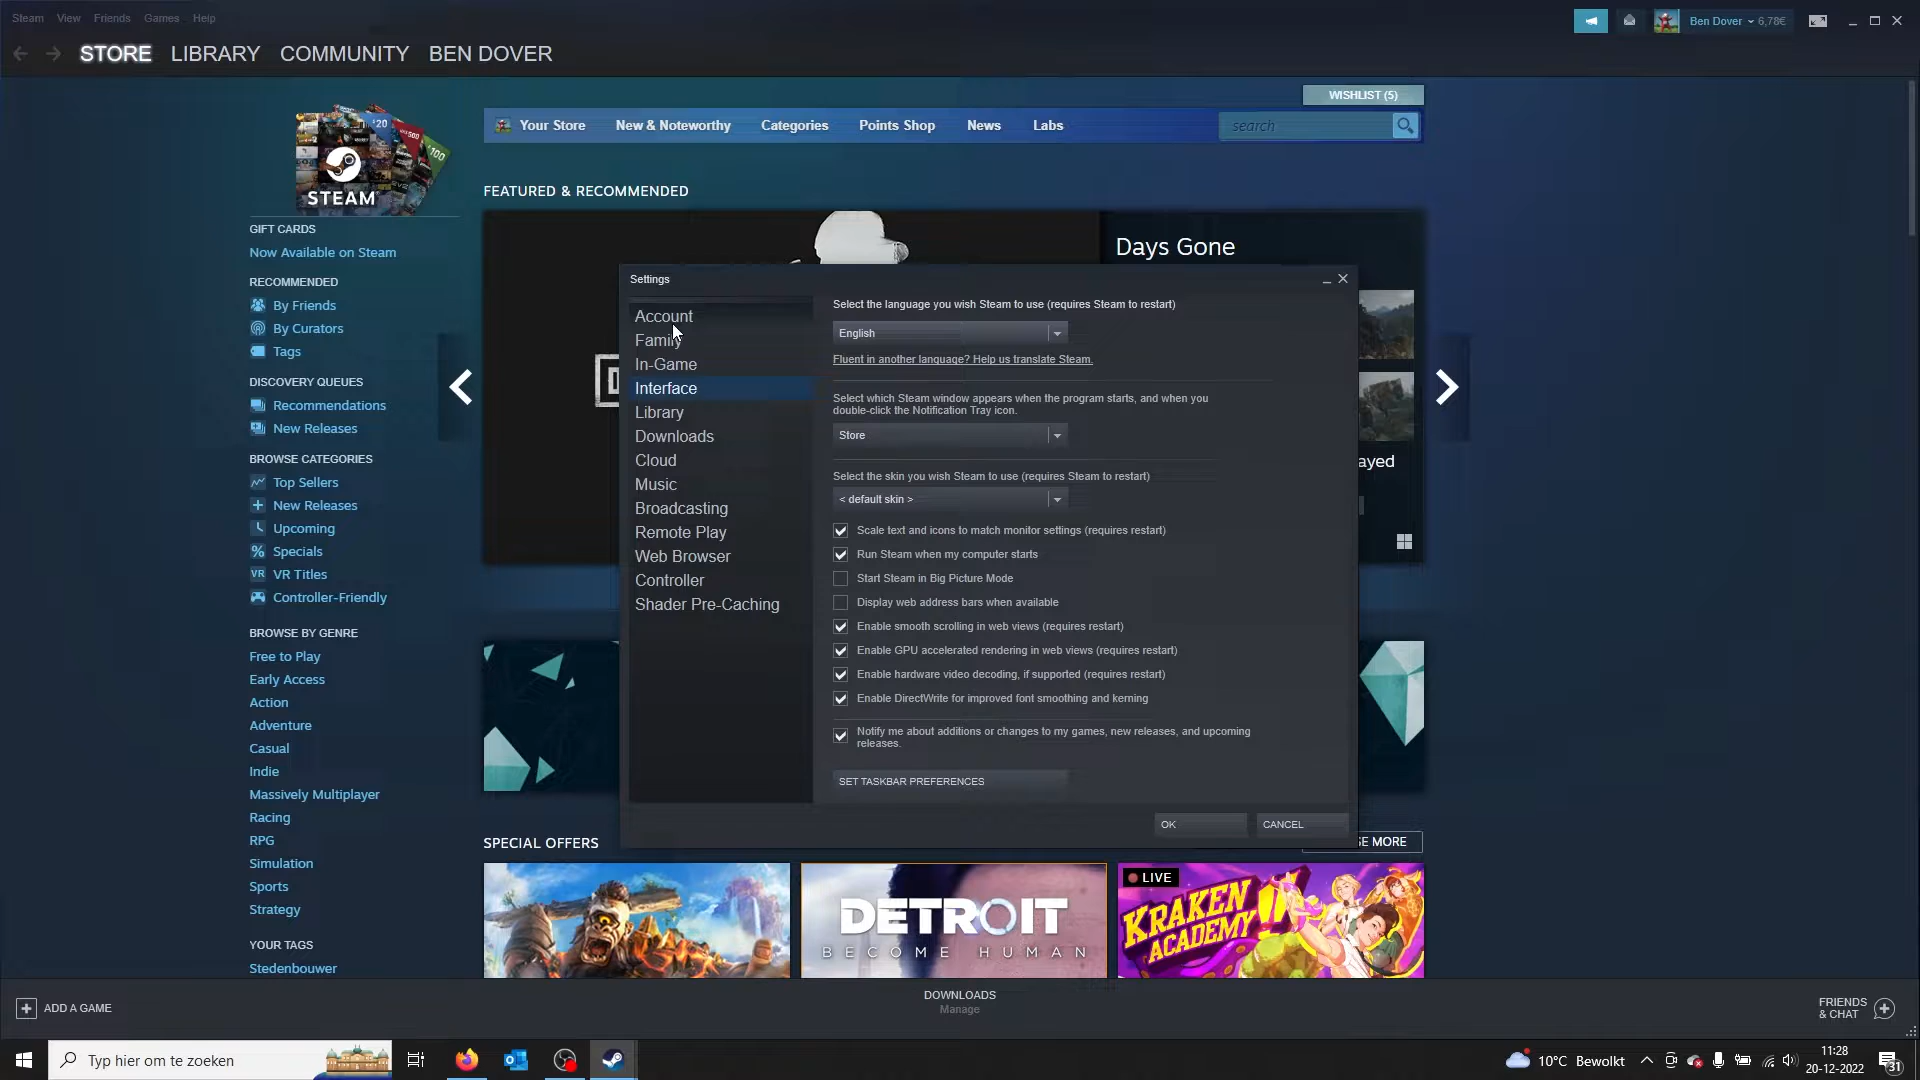 Steam View Friends Games Help
Ben Dover 6,78€
STORE LIBRARY COMMUNITY BEN DOVER
WISHLIST (5)
Your Store New & Noteworthy Categories Points Shop News Labs search
STEAM
FEATURED & RECOMMENDED
Days Gone
GIFT CARDS
Now Available on Steam
RECOMMENDED
By Friends
By Curators
Tags
DISCOVERY QUEUES
Recommendations
New Releases
BROWSE CATEGORIES
Top Sellers
New Releases
Upcoming
% Specials
VR VR Titles
Controller-Friendly
BROWSE BY GENRE
Free to Play
Early Access
Action
Adventure
Casual
Indie
Massively Multiplayer
Racing
RPG
Simulation
Sports
Strategy
YOUR TAGS
Stedenbouwer
Settings
Account
Family
In-Game
Interface
Library
Downloads
Cloud
Music
Broadcasting
Remote Play
Web Browser
Controller
Shader Pre-Caching
Select the language you wish Steam to use (requires Steam to restart)
English
Fluent in another language? Help us translate Steam.
Select which Steam window appears when the program starts, and when you
double-click the Notification Tray icon.
Store
Select the skin you wish Steam to use (requires Steam to restart)
< default skin >
Scale text and icons to match monitor settings (requires restart)
Run Steam when my computer starts
Start Steam in Big Picture Mode
Display web address bars when available
Enable smooth scrolling in web views (requires restart)
Enable GPU accelerated rendering in web views (requires restart)
Enable hardware video decoding, if supported (requires restart)
Enable DirectWrite for improved font smoothing and kerning
Notify me about additions or changes to my games, new releases, and upcoming
releases.
SET TASKBAR PREFERENCES
OK CANCEL
ayed
SPECIAL OFFERS
SE MORE
DETROIT
BECOME HUMAN
LIVE
KRAKEN
ACADEMY!!
ADD A GAME
DOWNLOADS
Manage
FRIENDS
& CHAT
Typ hier om te zoeken
10°C Bewolkt
11:28
20-12-2022
31